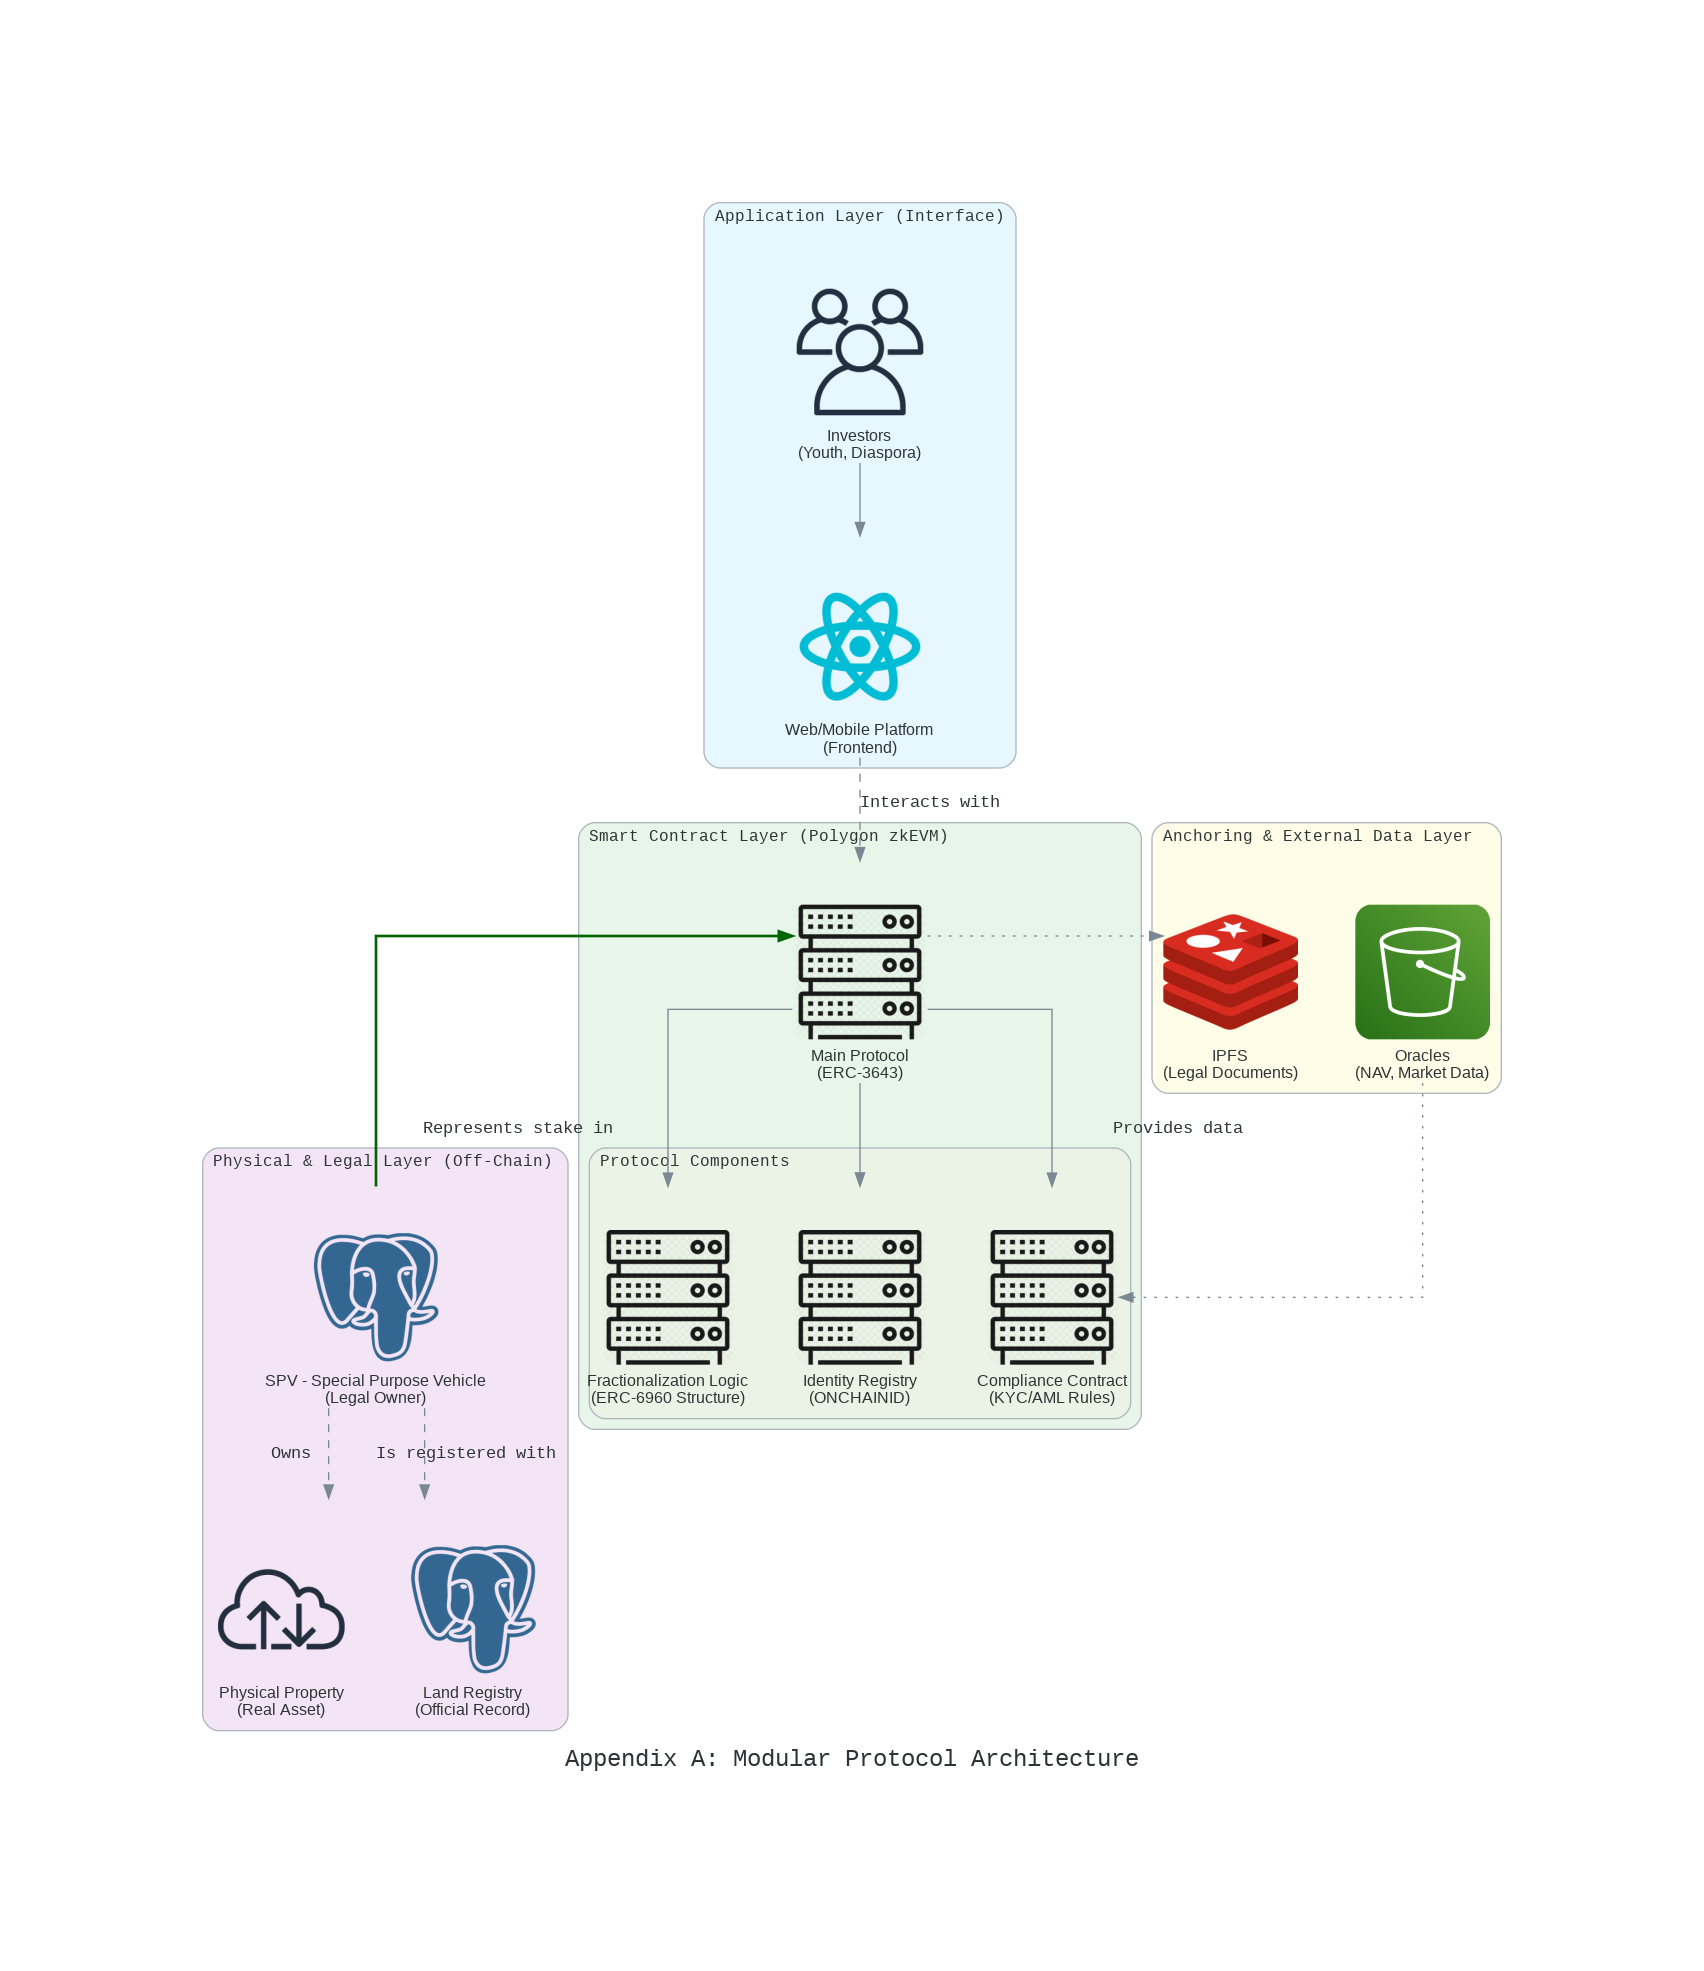 Application Layer (Interface)
Investors
(Youth, Diaspora)
Web/Mobile Platform
(Frontend)
Interacts with
Smart Contract Layer (Polygon zkEVM)
Main Protocol
(ERC-3643)
Anchoring & External Data Layer
IPFS
(Legal Documents)
Oracles
(NAV, Market Data)
Represents stake in
Provides data
Physical & Legal Layer (Off-Chain)
SPV - Special Purpose Vehicle
(Legal Owner)
Protocol Components
Fractionalization Logic
(ERC-6960 Structure)
Identity Registry
(ONCHAINID)
Compliance Contract
(KYC/AML Rules)
Owns
Is registered with
Physical Property
(Real Asset)
Land Registry
(Official Record)
Appendix A: Modular Protocol Architecture